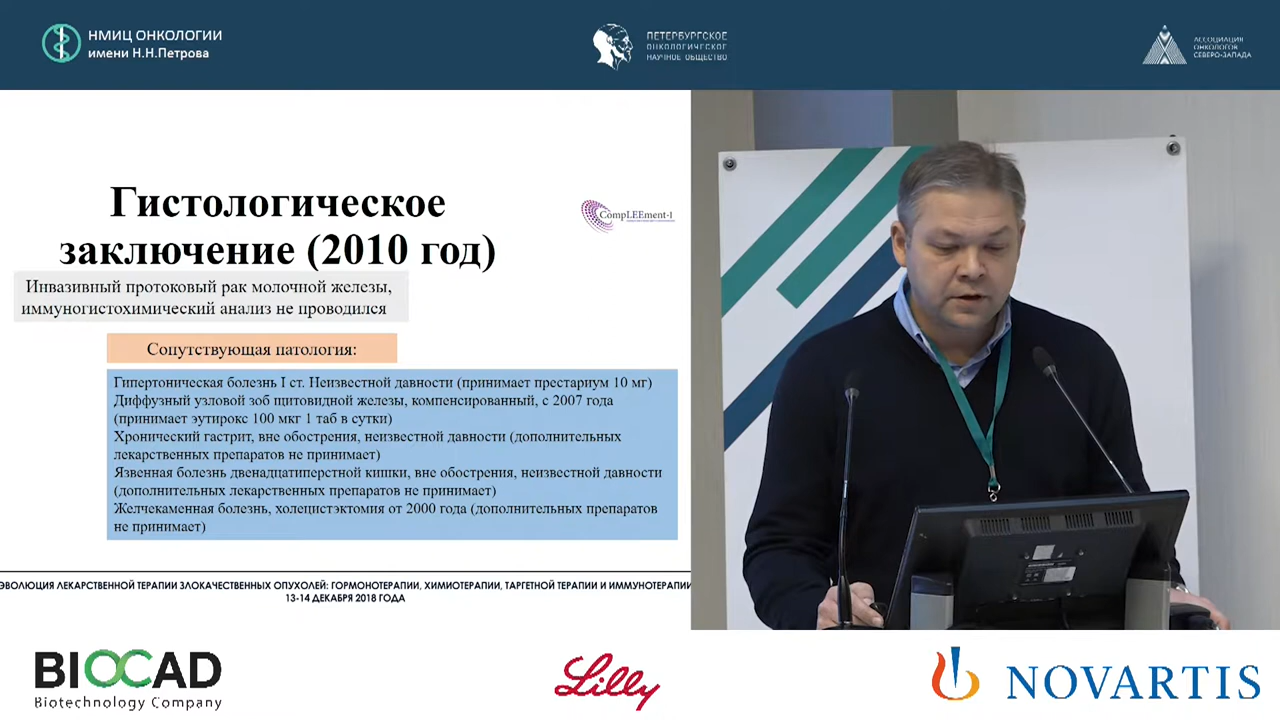 НМИЦ ОНКОЛОГИИ
имени Н.Н.Петрова
ПЕТЕРБУРГСКОЕ
ОНКОЛОГИЧЕСКОЕ
НАУЧНОЕ ОБЩЕСТВО
АССОЦИАЦИЯ
ОНКОЛОГОВ
СЕВЕРО-ЗАПАДА
Гистологическое
заключение (2010 год)
CompLEEment-1
Инвазивный протоковый рак молочной железы,
иммуногистохимический анализ не проводился
Сопутствующая патология:
Гипертоническая болезнь I ст. Неизвестной давности (принимает престариум 10 мг)
Диффузный узловой зоб щитовидной железы, компенсированный, с 2007 года
(принимает эутирокс 100 мкг 1 таб в сутки)
Хронический гастрит, вне обострения, неизвестной давности (дополнительных
лекарственных препаратов не принимает)
Язвенная болезнь двенадцатиперстной кишки, вне обострения, неизвестной давности
(дополнительных лекарственных препаратов не принимает)
Желчекаменная болезнь, холецистэктомия от 2000 года (дополнительных препаратов
не принимает)
ЭВОЛЮЦИЯ ЛЕКАРСТВЕННОЙ ТЕРАПИИ ЗЛОКАЧЕСТВЕННЫХ ОПУХОЛЕЙ: ГОРМОНОТЕРАПИИ, ХИМИОТЕРАПИИ, ТАРГЕТНОЙ ТЕРАПИИ И ИММУНОТЕРАПИИ
13-14 ДЕКАБРЯ 2018 ГОДА
BIOCAD
Biotechnology Company
Lilly
NOVARTIS